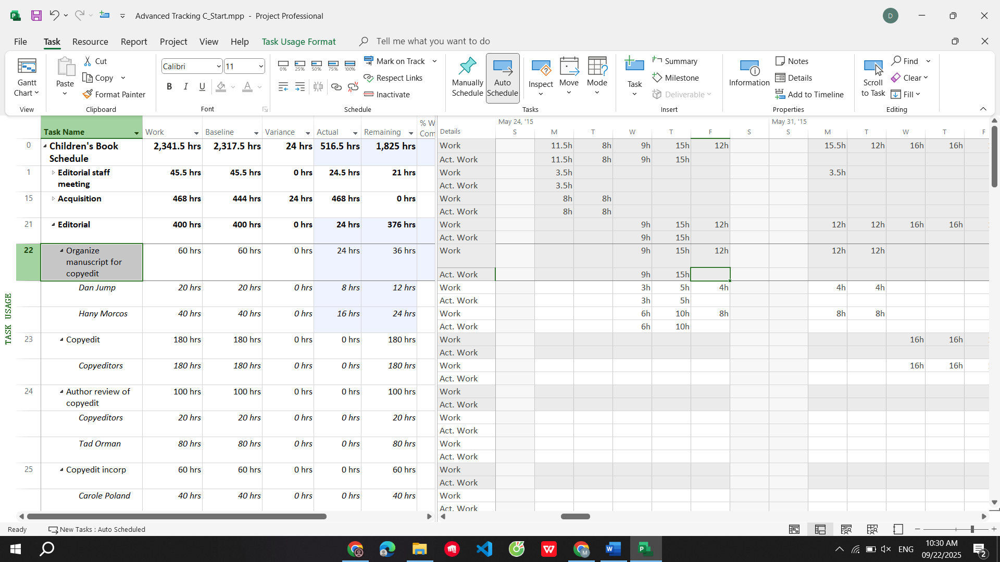 Advanced Tracking C_Start.mpp - Project Professional
D
File Task Resource Report Project View Help Task Usage Format Tell me what you want to do
Gantt Chart
View
Paste
Cut
Copy
Format Painter
Clipboard
Calibri 11
B I U A
Font
0% 25% 50% 75% 100%
Mark on Track
Respect Links
Inactivate
Schedule
Manually Schedule
Auto Schedule
Inspect
Move
Mode
Tasks
Task
Summary
Milestone
Deliverable
Insert
Information
Notes
Details
Add to Timeline
Properties
Scroll to Task
Find
Clear
Fill
Editing
May 24, '15 May 31, '15
Task Name Work Baseline Variance Actual Remaining % W Com Details S M T W T F S S M T W T F
0 Children's Book Schedule 2,341.5 hrs 2,317.5 hrs 24 hrs 516.5 hrs 1,825 hrs Work 11.5h 8h 9h 15h 12h 15.5h 12h 16h 16h
Act. Work 11.5h 8h 9h 15h
1 Editorial staff meeting 45.5 hrs 45.5 hrs 0 hrs 24.5 hrs 21 hrs Work 3.5h 3.5h
Act. Work 3.5h
15 Acquisition 468 hrs 444 hrs 24 hrs 468 hrs 0 hrs Work 8h 8h
Act. Work 8h 8h
21 Editorial 400 hrs 400 hrs 0 hrs 24 hrs 376 hrs Work 9h 15h 12h 12h 12h 16h 16h
Act. Work 9h 15h
22 Organize manuscript for copyedit 60 hrs 60 hrs 0 hrs 24 hrs 36 hrs Work 9h 15h 12h 12h 12h
Act. Work 9h 15h
Dan Jump 20 hrs 20 hrs 0 hrs 8 hrs 12 hrs Work 3h 5h 4h 4h 4h
Act. Work 3h 5h
Hany Morcos 40 hrs 40 hrs 0 hrs 16 hrs 24 hrs Work 6h 10h 8h 8h 8h
Act. Work 6h 10h
TASK USAGE
23 Copyedit 180 hrs 180 hrs 0 hrs 0 hrs 180 hrs Work 16h 16h
Act. Work
Copyeditors 180 hrs 180 hrs 0 hrs 0 hrs 180 hrs Work 16h 16h
Act. Work
24 Author review of copyedit 100 hrs 100 hrs 0 hrs 0 hrs 100 hrs Work
Act. Work
Copyeditors 20 hrs 20 hrs 0 hrs 0 hrs 20 hrs Work
Act. Work
Tad Orman 80 hrs 80 hrs 0 hrs 0 hrs 80 hrs Work
Act. Work
25 Copyedit incorp 60 hrs 60 hrs 0 hrs 0 hrs 60 hrs Work
Act. Work
Carole Poland 40 hrs 40 hrs 0 hrs 0 hrs 40 hrs Work
Act. Work
Ready New Tasks : Auto Scheduled
ENG
10:30 AM
09/22/2025
2